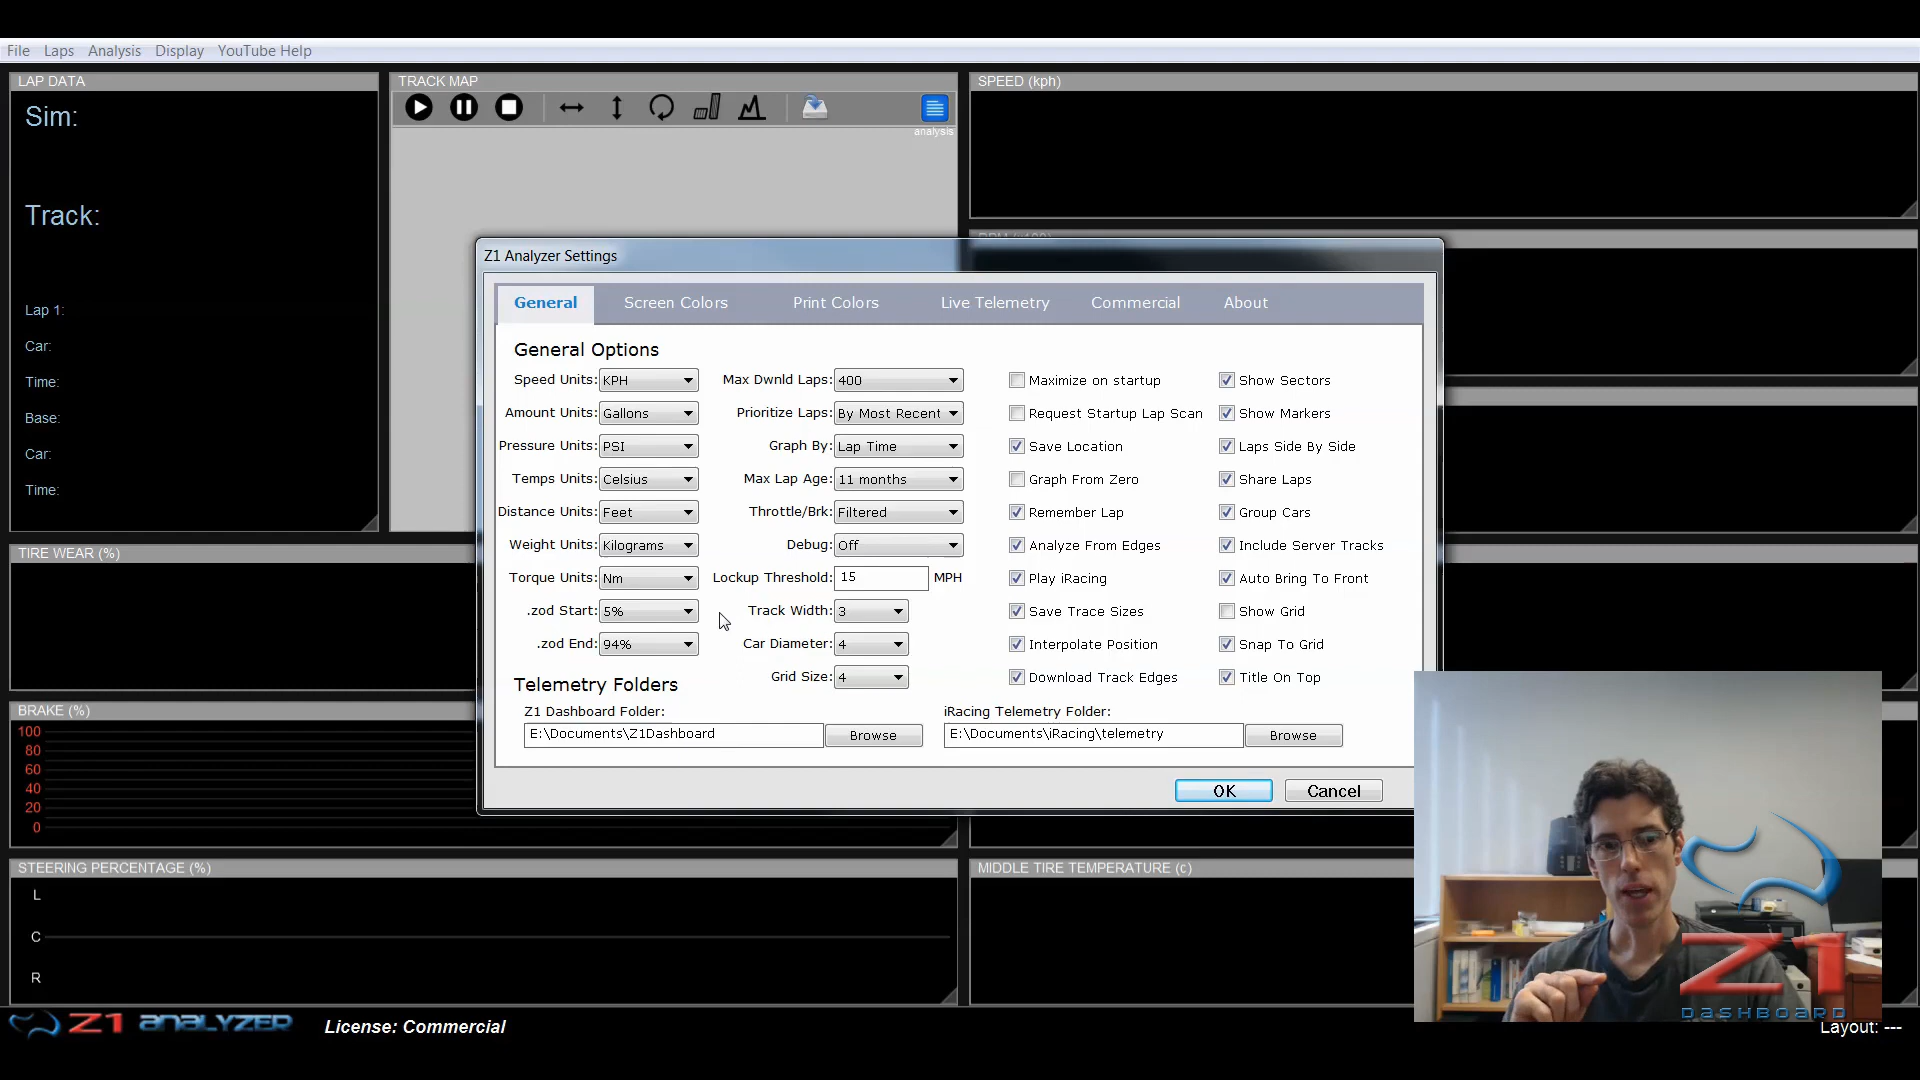 File Laps Analysis Display YouTube Help
LAP DATA
Sim:
Track:
Lap 1:
Car:
Time:
Base:
Car:
Time:
TRACK MAP
analysis
SPEED (kph)
TIRE WEAR (%)
BRAKE (%)
100
80
60
40
20
0
STEERING PERCENTAGE (%)
L
C
R
MIDDLE TIRE TEMPERATURE (c)
Z1 Analyzer Settings
General Screen Colors Print Colors Live Telemetry Commercial About
General Options
Speed Units: KPH
Amount Units: Gallons
Pressure Units: PSI
Temps Units: Celsius
Distance Units: Feet
Weight Units: Kilograms
Torque Units: Nm
.zod Start: 5%
.zod End: 94%
Max Dwnld Laps: 400
Prioritize Laps: By Most Recent
Graph By: Lap Time
Max Lap Age: 11 months
Throttle/Brk: Filtered
Debug: Off
Lockup Threshold: 15 MPH
Track Width: 3
Car Diameter: 4
Grid Size: 4
Maximize on startup
Request Startup Lap Scan
Save Location
Graph From Zero
Remember Lap
Analyze From Edges
Play iRacing
Save Trace Sizes
Interpolate Position
Download Track Edges
Show Sectors
Show Markers
Laps Side By Side
Share Laps
Group Cars
Include Server Tracks
Auto Bring To Front
Show Grid
Snap To Grid
Title On Top
Telemetry Folders
Z1 Dashboard Folder:
E:\Documents\Z1Dashboard Browse
iRacing Telemetry Folder:
E:\Documents\iRacing\telemetry Browse
OK Cancel
Z1
DASHBOARD
Z1 ANALYZER License: Commercial
Layout: ---